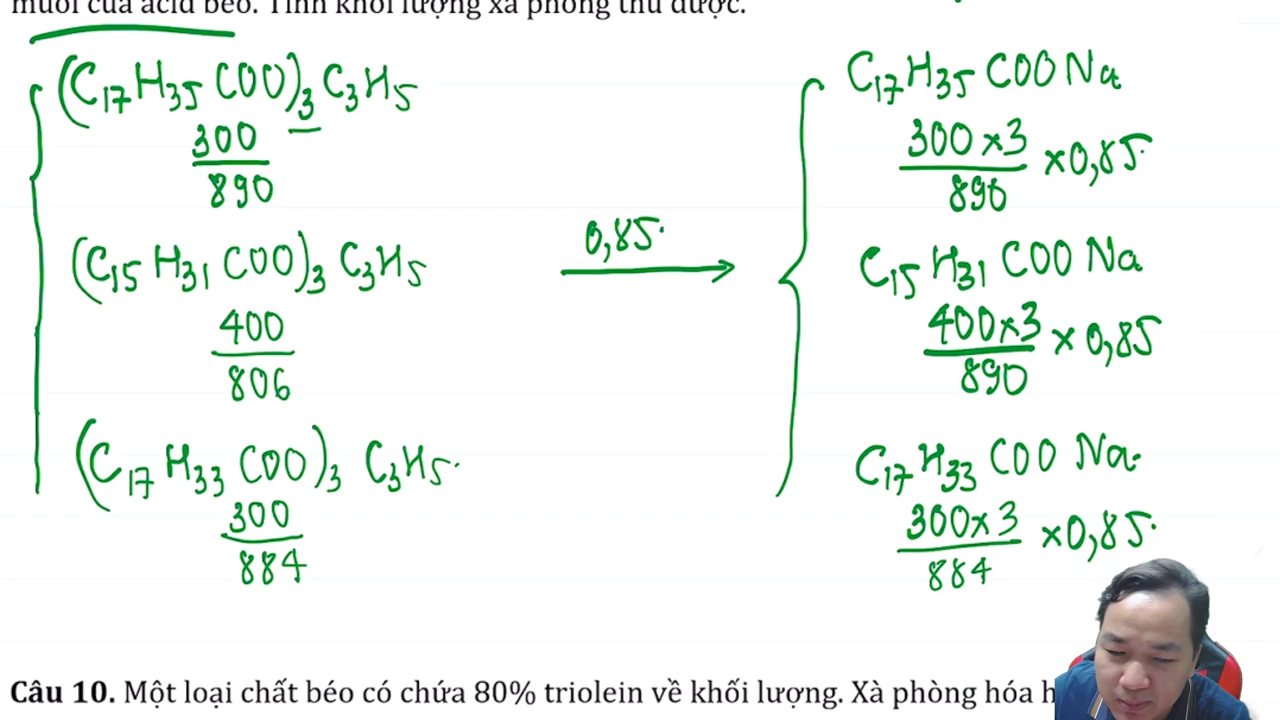 muối của acid béo. Tính khối lượng xà phòng thu được.
(C17H35COO)3C3H5
300
890
(C15H31COO)3C3H5
400
806
(C17H33COO)3C3H5.
300
884
0,85.
C17H35COONa
300×3
890
×0,85.
C15H31COONa
400×3
890
×0,85
C17H33COONa.
300×3
884
×0,85.
Câu 10. Một loại chất béo có chứa 80% triolein về khối lượng. Xà phòng hóa h